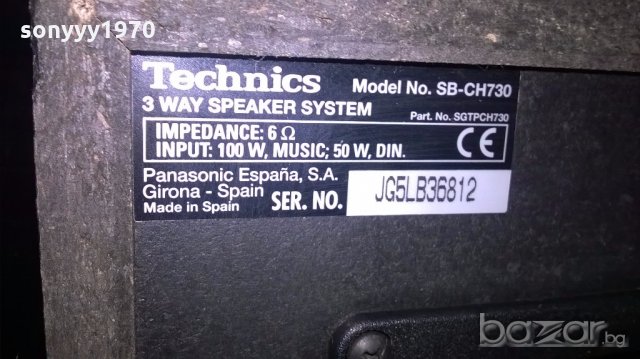 sonyyy1970
Technics Model No. SB-CH730
3 WAY SPEAKER SYSTEM Part. No. SGTPCH730
IMPEDANCE: 6 Ω
INPUT: 100 W, MUSIC; 50 W, DIN. CE
Panasonic España, S.A.
Girona - Spain
Made in Spain SER. NO. JG5LB36812
bazar.bg